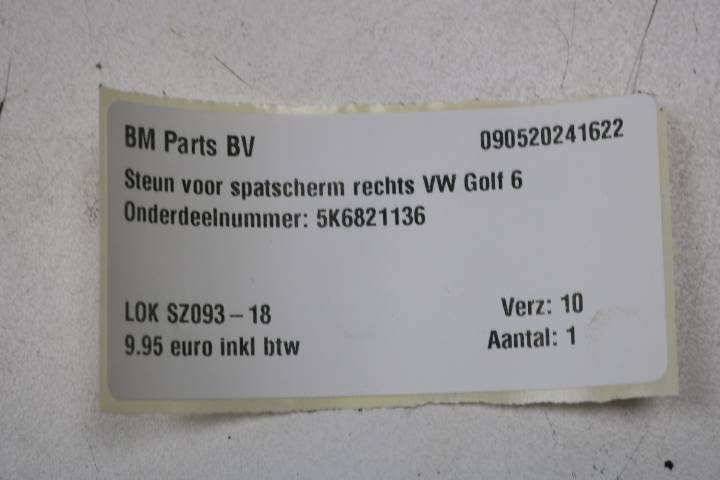 BM Parts BV 090520241622
Steun voor spatscherm rechts VW Golf 6
Onderdeelnummer: 5K6821136
LOK SZ093-18 Verz: 10
9.95 euro inkl btw Aantal: 1